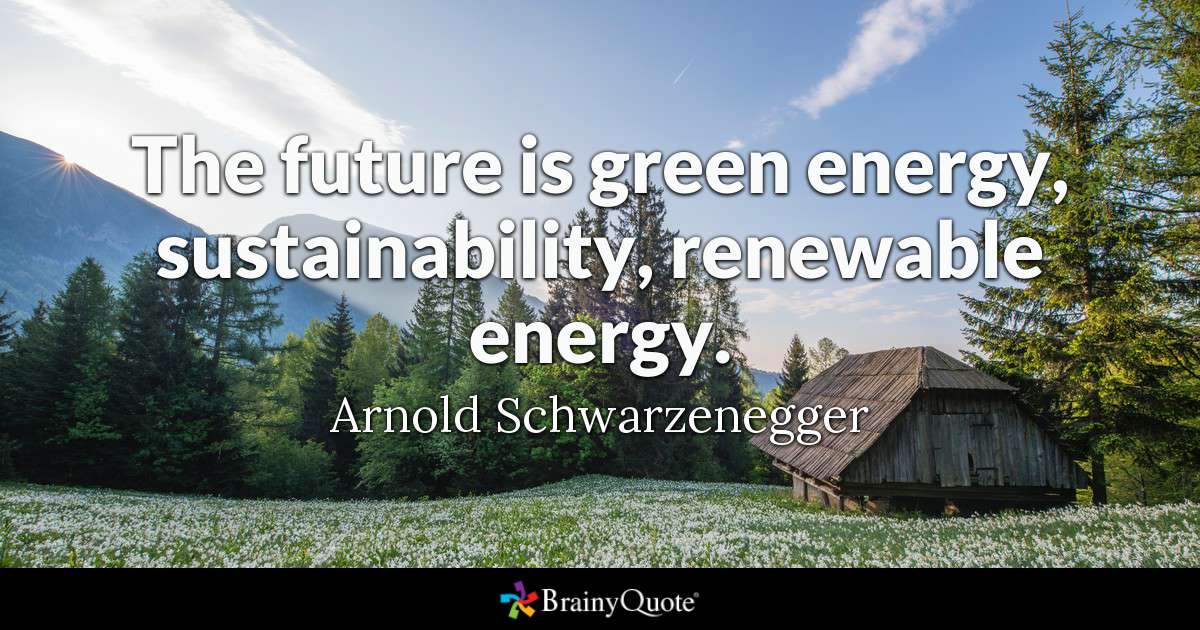 The future is green energy,
sustainability, renewable
energy.
Arnold Schwarzenegger
BrainyQuote®